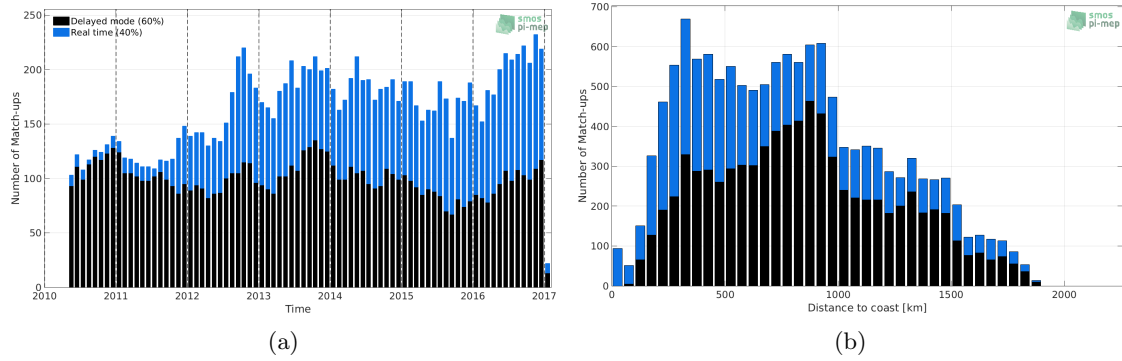 250
200
150
100
50
0
Number of Match-ups
Delayed mode (60%)
Real time (40%)
smos
pi-mep
2010 2011 2012 2013 2014 2015 2016 2017
Time
(a)
700
600
500
400
300
200
100
0
Number of Match-ups
smos
pi-mep
0 500 1000 1500 2000
Distance to coast [km]
(b)